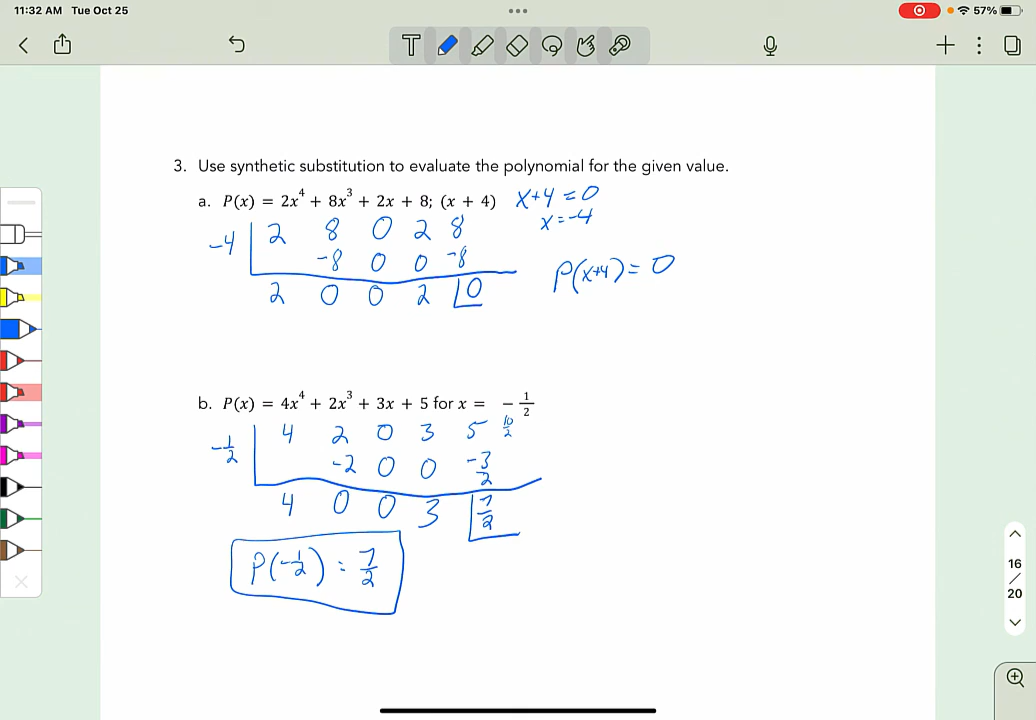 11:32 AM Tue Oct 25
57%
3. Use synthetic substitution to evaluate the polynomial for the given value.
a. P(x) = 2x⁴ + 8x³ + 2x + 8; (x + 4) x+4 = 0
x = -4
-4 2 8 0 2 8
-8 0 0 -8
P(x+4) = 0
2 0 0 2 0
b. P(x) = 4x⁴ + 2x³ + 3x + 5 for x = -1/2
-1/2 4 2 0 3 5 10/2
-2 0 0 -3/2
4 0 0 3 7/2
P(-1/2) = 7/2
16
/
20